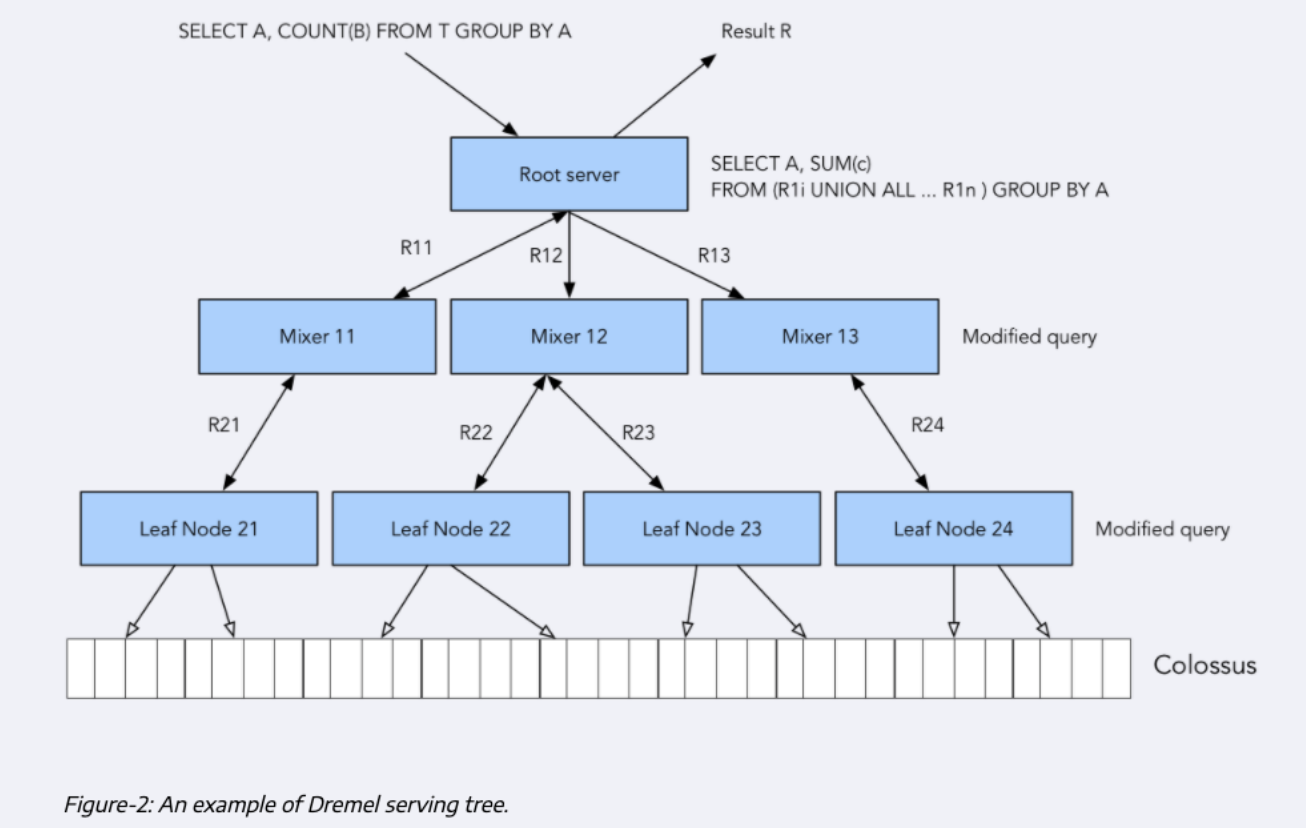 SELECT A, COUNT(B) FROM T GROUP BY A
Result R
Root server
SELECT A, SUM(c)
FROM (R1i UNION ALL ... R1n ) GROUP BY A
R11
R12
R13
Mixer 11
Mixer 12
Mixer 13
Modified query
R21
R22
R23
R24
Leaf Node 21
Leaf Node 22
Leaf Node 23
Leaf Node 24
Modified query
Colossus
Figure-2: An example of Dremel serving tree.